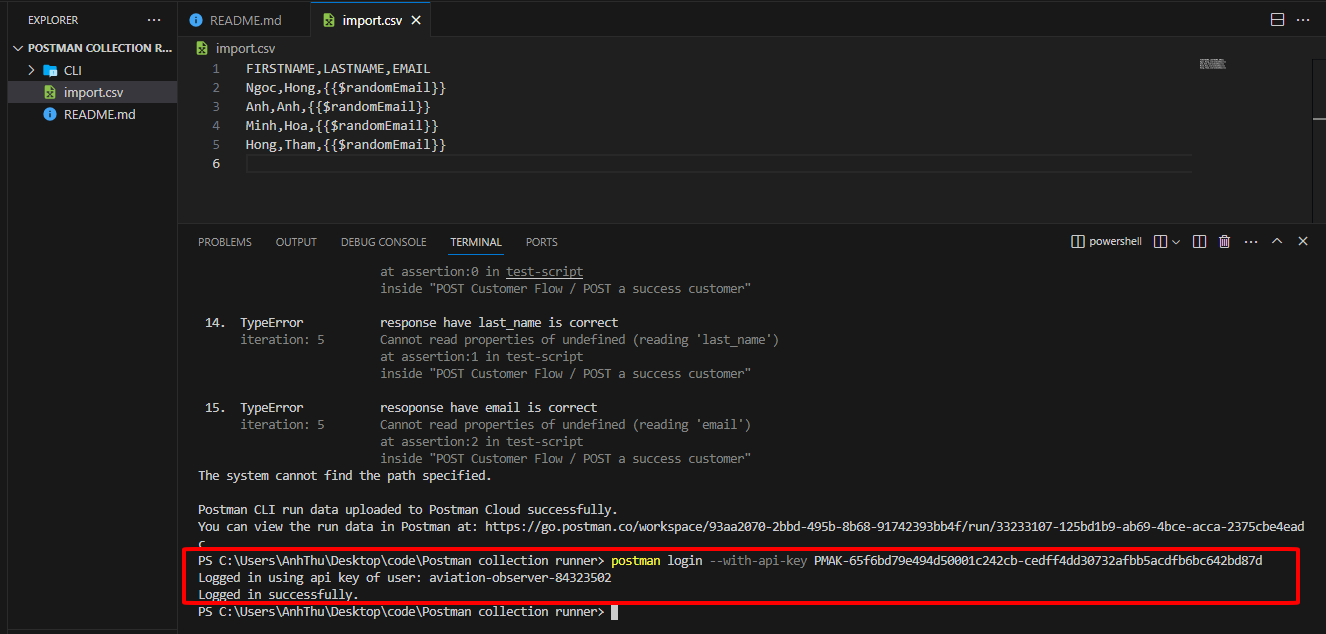 EXPLORER
···
README.md
import.csv
POSTMAN COLLECTION R...
CLI
import.csv
README.md
import.csv
1 FIRSTNAME,LASTNAME,EMAIL
2 Ngoc,Hong,{{$randomEmail}}
3 Anh,Anh,{{$randomEmail}}
4 Minh,Hoa,{{$randomEmail}}
5 Hong,Tham,{{$randomEmail}}
6
PROBLEMS OUTPUT DEBUG CONSOLE TERMINAL PORTS
powershell
at assertion:0 in test-script
inside "POST Customer Flow / POST a success customer"
14. TypeError response have last_name is correct
iteration: 5 Cannot read properties of undefined (reading 'last_name')
at assertion:1 in test-script
inside "POST Customer Flow / POST a success customer"
15. TypeError resoponse have email is correct
iteration: 5 Cannot read properties of undefined (reading 'email')
at assertion:2 in test-script
inside "POST Customer Flow / POST a success customer"
The system cannot find the path specified.
Postman CLI run data uploaded to Postman Cloud successfully.
You can view the run data in Postman at: https://go.postman.co/workspace/93aa2070-2bbd-495b-8b68-91742393bb4f/run/33233107-125bd1b9-ab69-4bce-acca-2375cbe4ead
c
PS C:\Users\AnhThu\Desktop\code\Postman collection runner> postman login --with-api-key PMAK-65f6bd79e494d50001c242cb-cedff4dd30732afbb5acdfb6bc642bd87d
Logged in using api key of user: aviation-observer-84323502
Logged in successfully.
PS C:\Users\AnhThu\Desktop\code\Postman collection runner>